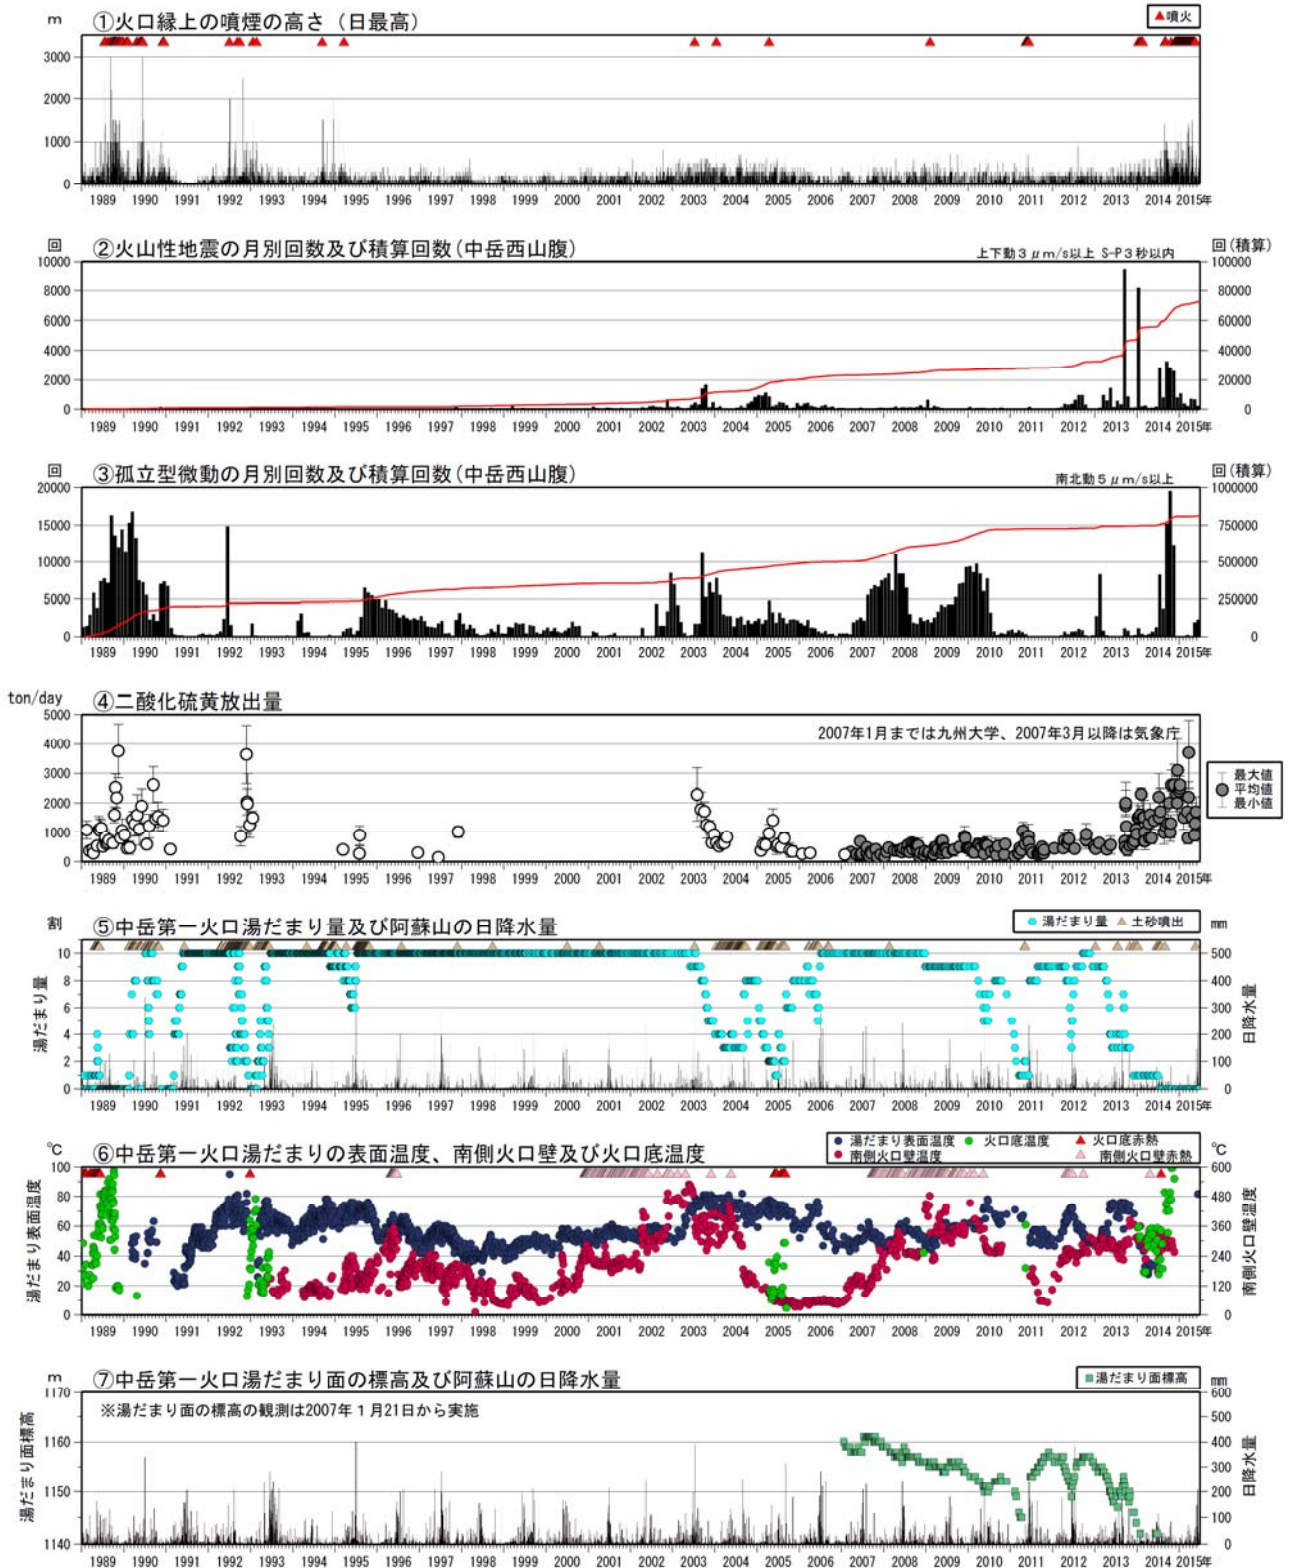 m ①火口縁上の噴煙の高さ（日最高） ▲噴火
3000
2000
1000
0
1989 1990 1991 1992 1993 1994 1995 1996 1997 1998 1999 2000 2001 2002 2003 2004 2005 2006 2007 2008 2009 2010 2011 2012 2013 2014 2015年
回 ②火山性地震の月別回数及び積算回数(中岳西山腹) 上下動3μm/s以上 S-P3秒以内 回(積算)
10000 100000
8000 80000
6000 60000
4000 40000
2000 20000
0 0
1989 1990 1991 1992 1993 1994 1995 1996 1997 1998 1999 2000 2001 2002 2003 2004 2005 2006 2007 2008 2009 2010 2011 2012 2013 2014 2015年
回 ③孤立型微動の月別回数及び積算回数(中岳西山腹) 南北動5μm/s以上 回(積算)
20000 1000000
15000 750000
10000 500000
5000 250000
0 0
1989 1990 1991 1992 1993 1994 1995 1996 1997 1998 1999 2000 2001 2002 2003 2004 2005 2006 2007 2008 2009 2010 2011 2012 2013 2014 2015年
ton/day ④二酸化硫黄放出量
5000
2007年1月までは九州大学、2007年3月以降は気象庁
4000
3000
2000
1000
0
最大値
平均値
最小値
1989 1990 1991 1992 1993 1994 1995 1996 1997 1998 1999 2000 2001 2002 2003 2004 2005 2006 2007 2008 2009 2010 2011 2012 2013 2014 2015年
割 ⑤中岳第一火口湯だまり量及び阿蘇山の日降水量 湯だまり量 土砂噴出 mm
湯だまり量
10 500
8 400
6 300
4 200
2 100
0 0
日降水量
1989 1990 1991 1992 1993 1994 1995 1996 1997 1998 1999 2000 2001 2002 2003 2004 2005 2006 2007 2008 2009 2010 2011 2012 2013 2014 2015年
℃ ⑥中岳第一火口湯だまりの表面温度、南側火口壁及び火口底温度 ℃
湯だまり表面温度 火口底温度 火口底赤熱
南側火口壁温度 南側火口壁赤熱
湯だまり表面温度
100 600
80 480
60 360
40 240
20 120
0 0
南側火口壁温度
1989 1990 1991 1992 1993 1994 1995 1996 1997 1998 1999 2000 2001 2002 2003 2004 2005 2006 2007 2008 2009 2010 2011 2012 2013 2014 2015年
m ⑦中岳第一火口湯だまり面の標高及び阿蘇山の日降水量 湯だまり面標高 mm
※湯だまり面の標高の観測は2007年1月21日から実施
湯だまり面標高
1170 600
500
1160 400
300
1150 200
100
1140 0
日降水量
1989 1990 1991 1992 1993 1994 1995 1996 1997 1998 1999 2000 2001 2002 2003 2004 2005 2006 2007 2008 2009 2010 2011 2012 2013 2014 2015年